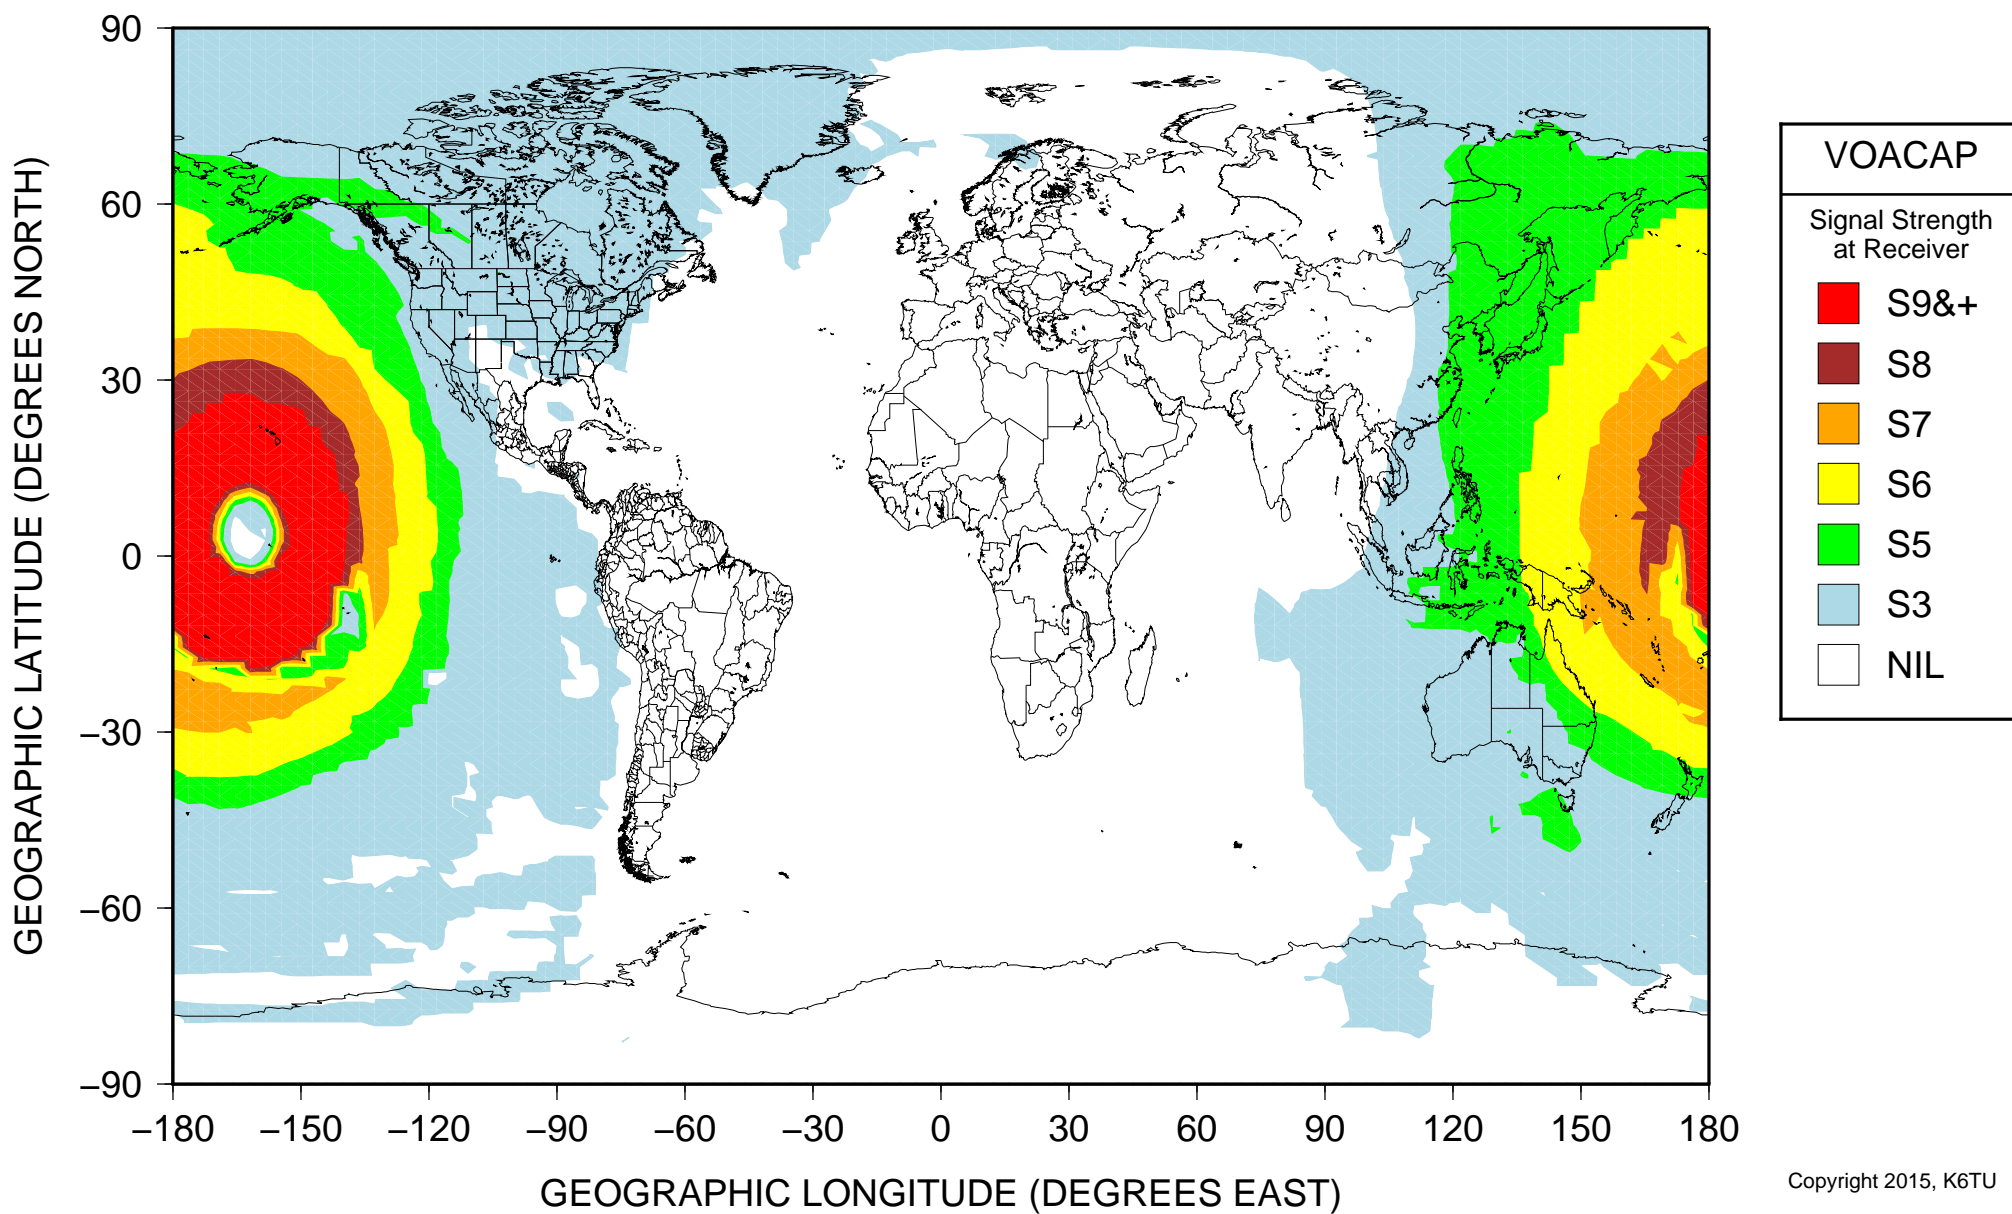 90
60
30
0
−30
−60
−90
GEOGRAPHIC LATITUDE (DEGREES NORTH)
−180 −150 −120 −90 −60 −30 0 30 60 90 120 150 180
GEOGRAPHIC LONGITUDE (DEGREES EAST)
VOACAP
Signal Strength
at Receiver
S9&+
S8
S7
S6
S5
S3
NIL
Copyright 2015, K6TU